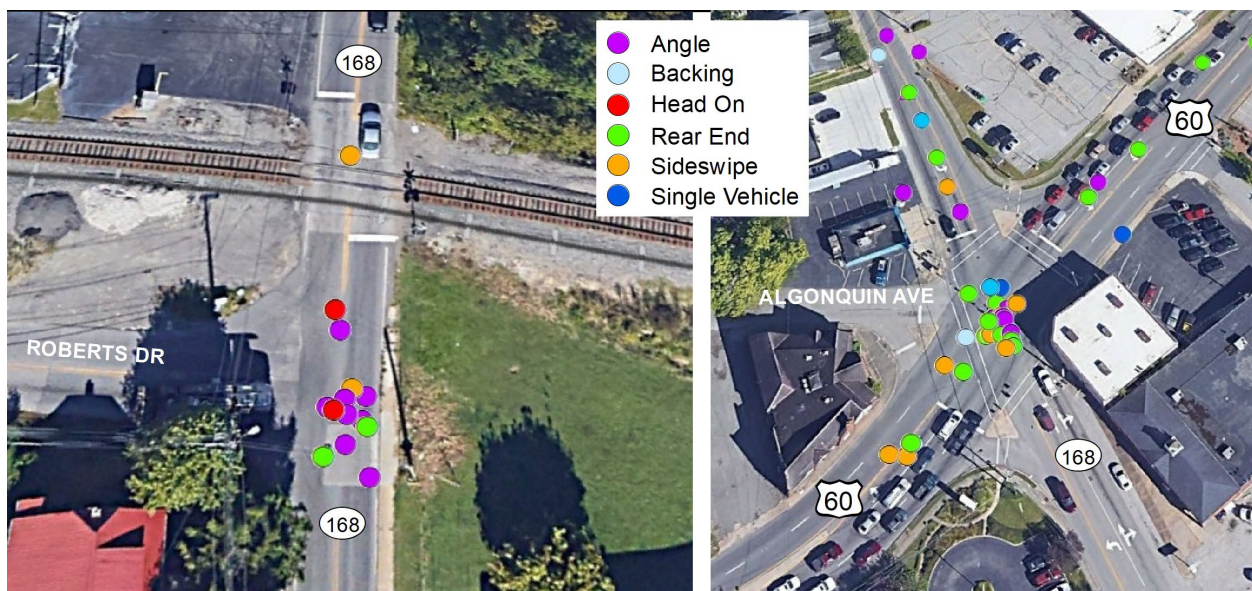 168
Angle
Backing
Head On
Rear End
Sideswipe
Single Vehicle
60
ROBERTS DR
ALGONQUIN AVE
168
60
168